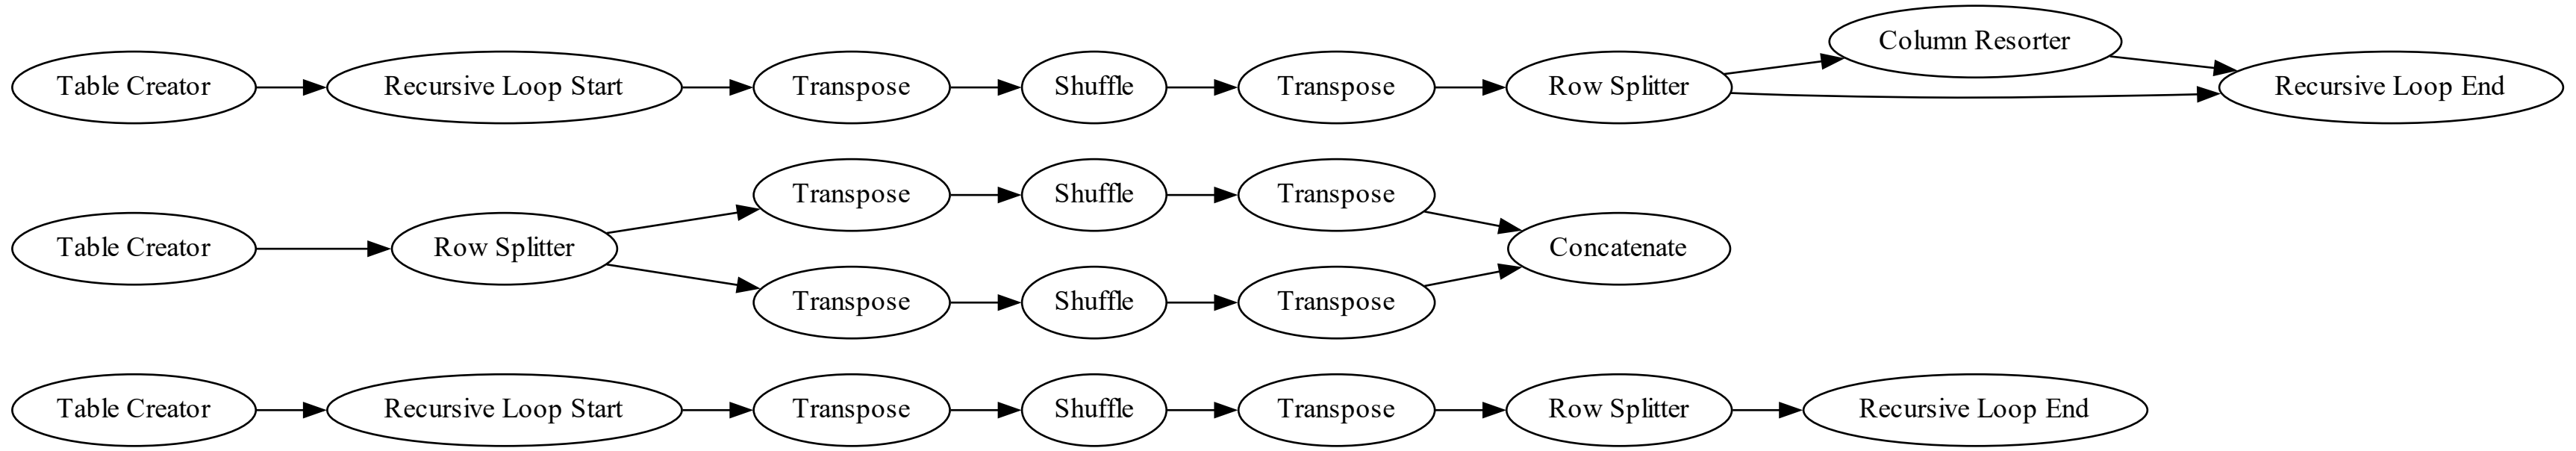 Table Creator
Recursive Loop Start
Transpose
Shuffle
Transpose
Row Splitter
Column Resorter
Recursive Loop End
Table Creator
Row Splitter
Transpose
Shuffle
Transpose
Transpose
Shuffle
Transpose
Concatenate
Table Creator
Recursive Loop Start
Transpose
Shuffle
Transpose
Row Splitter
Recursive Loop End